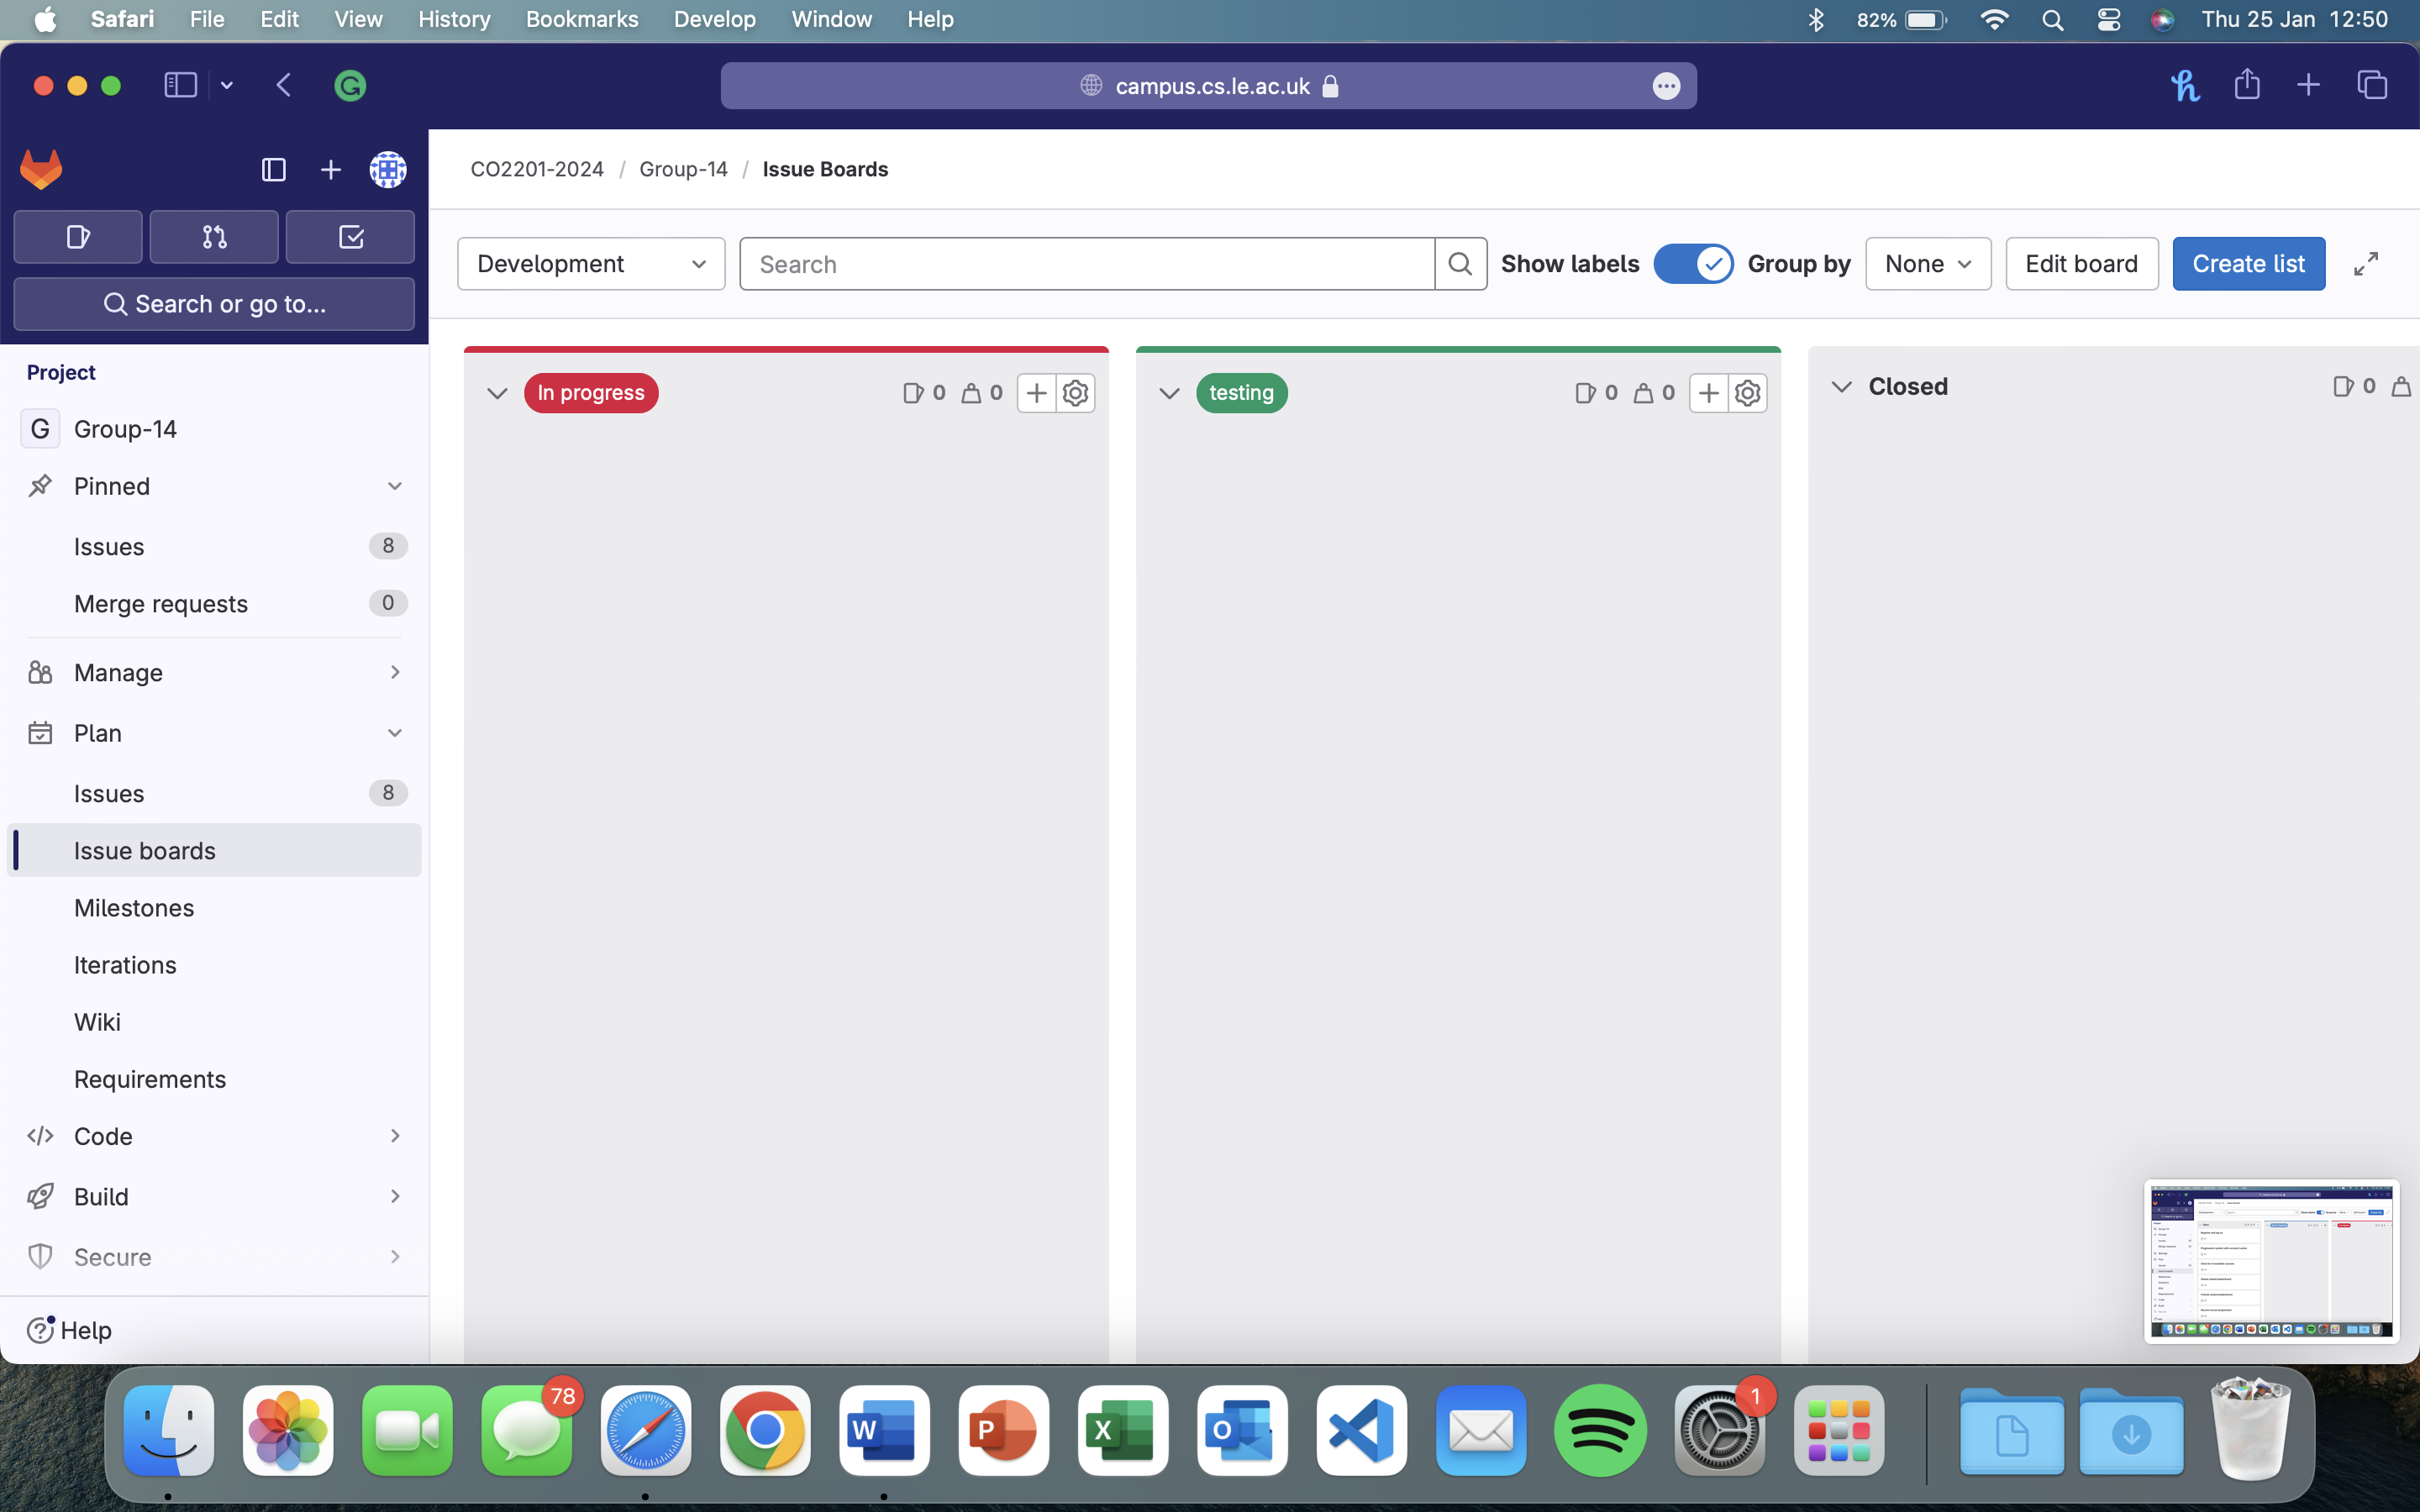 Safari File Edit View History Bookmarks Develop Window Help 82% Thu 25 Jan 12:50
campus.cs.le.ac.uk
CO2201-2024 / Group-14 / Issue Boards
Development Search Show labels Group by None Edit board Create list
Search or go to...
Project
Group-14
G
Pinned
Issues 8
Merge requests 0
Manage
Plan
Issues 8
Issue boards
Milestones
Iterations
Wiki
Requirements
Code
Build
Secure
Help
In progress 0 0
testing 0 0
Closed 0
78
W
P
X
O
1